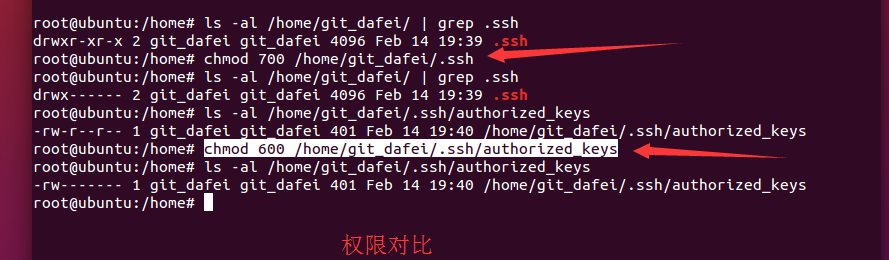 root@ubuntu:/home# ls -al /home/git_dafei/ | grep .ssh
drwxr-xr-x 2 git_dafei git_dafei 4096 Feb 14 19:39 .ssh
root@ubuntu:/home# chmod 700 /home/git_dafei/.ssh
root@ubuntu:/home# ls -al /home/git_dafei/ | grep .ssh
drwx------ 2 git_dafei git_dafei 4096 Feb 14 19:39 .ssh
root@ubuntu:/home# ls -al /home/git_dafei/.ssh/authorized_keys
-rw-r--r-- 1 git_dafei git_dafei 401 Feb 14 19:40 /home/git_dafei/.ssh/authorized_keys
root@ubuntu:/home# chmod 600 /home/git_dafei/.ssh/authorized_keys
root@ubuntu:/home# ls -al /home/git_dafei/.ssh/authorized_keys
-rw------- 1 git_dafei git_dafei 401 Feb 14 19:40 /home/git_dafei/.ssh/authorized_keys
root@ubuntu:/home#
权限对比